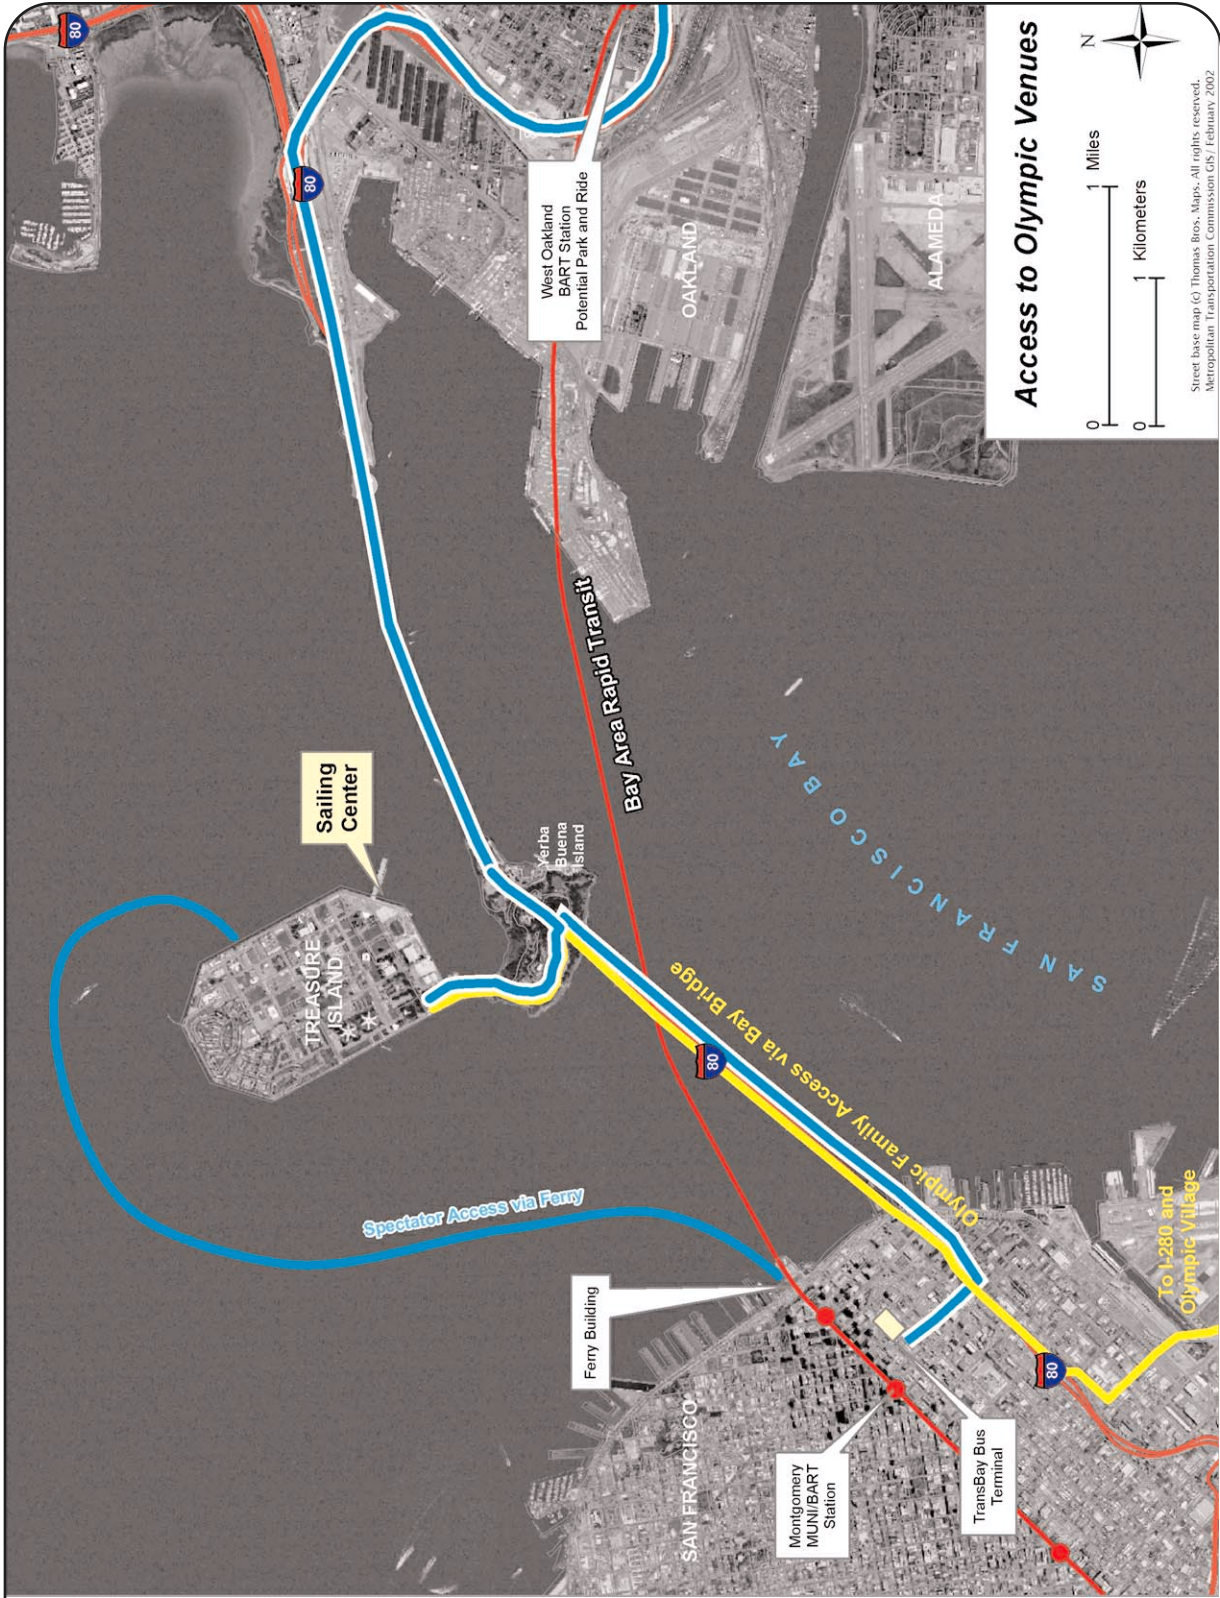 80
80
Sailing
Center
TREASURE
ISLAND
Yerba
Buena
Island
West Oakland
BART Station
Potential Park and Ride
OAKLAND
ALAMEDA
Bay Area Rapid Transit
Spectator Access via Ferry
80
Olympic Family Access via Bay Bridge
SAN FRANCISCO BAY
Ferry Building
SAN FRANCISCO
Montgomery
MUNI/BART
Station
TransBay Bus
Terminal
80
To I-280 and
Olympic Village
Access to Olympic Venues
N
0 1 Miles
0 1 Kilometers
Street base map (c) Thomas Bros. Maps. All rights reserved.
Metropolitan Transportation Commission GIS / February 2002